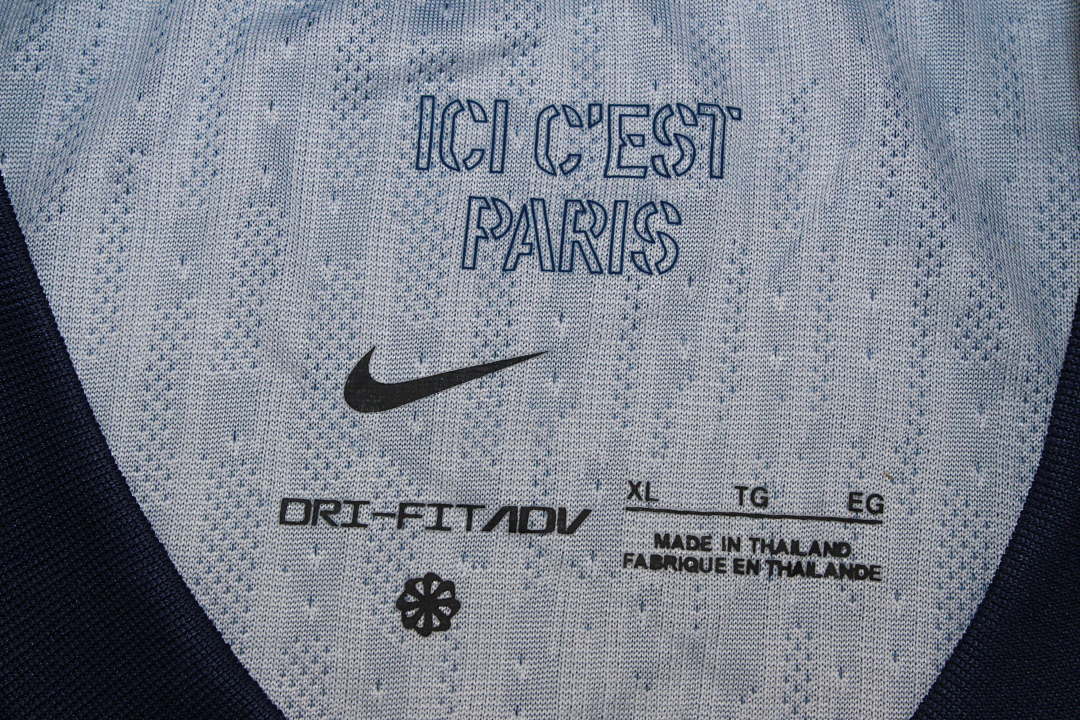 ICI C'EST
PARIS
DRI-FITADV
XL TG EG
MADE IN THAILAND
FABRIQUE EN THAILANDE